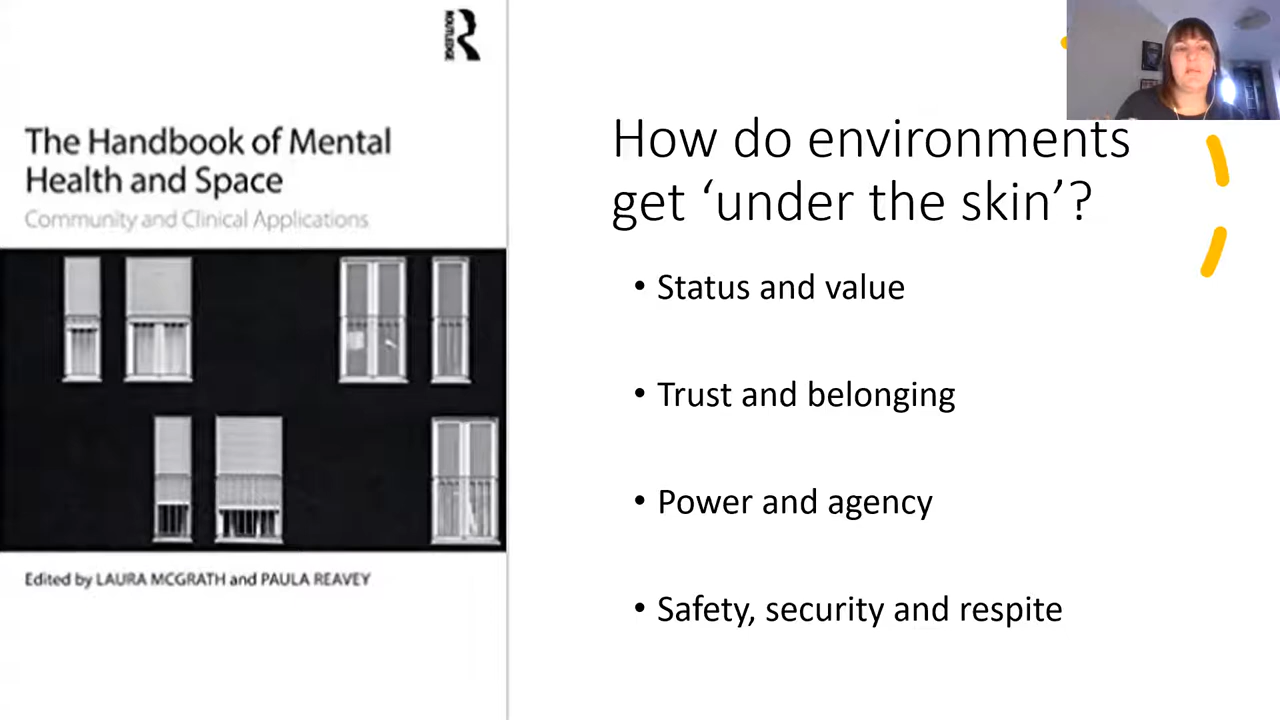 ROUTLEDGE
The Handbook of Mental
Health and Space
Community and Clinical Applications
Edited by LAURA MCGRATH and PAULA REAVEY
How do environments
get ‘under the skin’?
• Status and value
• Trust and belonging
• Power and agency
• Safety, security and respite